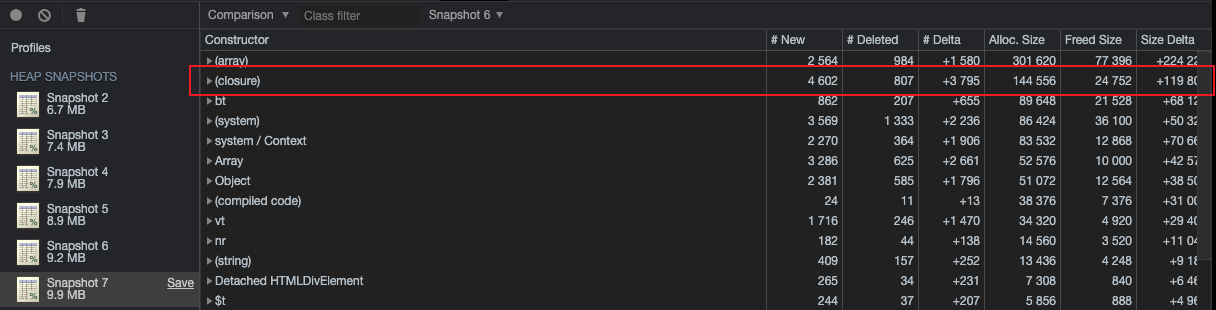 Comparison ▼ Class filter Snapshot 6 ▼
Profiles
HEAP SNAPSHOTS
Snapshot 2
6.7 MB
Snapshot 3
7.4 MB
Snapshot 4
7.9 MB
Snapshot 5
8.9 MB
Snapshot 6
9.2 MB
Snapshot 7 Save
9.9 MB
Constructor # New # Deleted # Delta Alloc. Size Freed Size Size Delta
(array) 2 564 984 +1 580 301 620 77 396 +224 22
(closure) 4 602 807 +3 795 144 556 24 752 +119 80
bt 862 207 +655 89 648 21 528 +68 12
(system) 3 569 1 333 +2 236 86 424 36 100 +50 32
system / Context 2 270 364 +1 906 83 532 12 868 +70 66
Array 3 286 625 +2 661 52 576 10 000 +42 57
Object 2 381 585 +1 796 51 072 12 564 +38 50
(compiled code) 24 11 +13 38 376 7 376 +31 00
vt 1 716 246 +1 470 34 320 4 920 +29 40
nr 182 44 +138 14 560 3 520 +11 04
(string) 409 157 +252 13 436 4 248 +9 18
Detached HTMLDivElement 265 34 +231 7 308 840 +6 46
$t 244 37 +207 5 856 888 +4 96